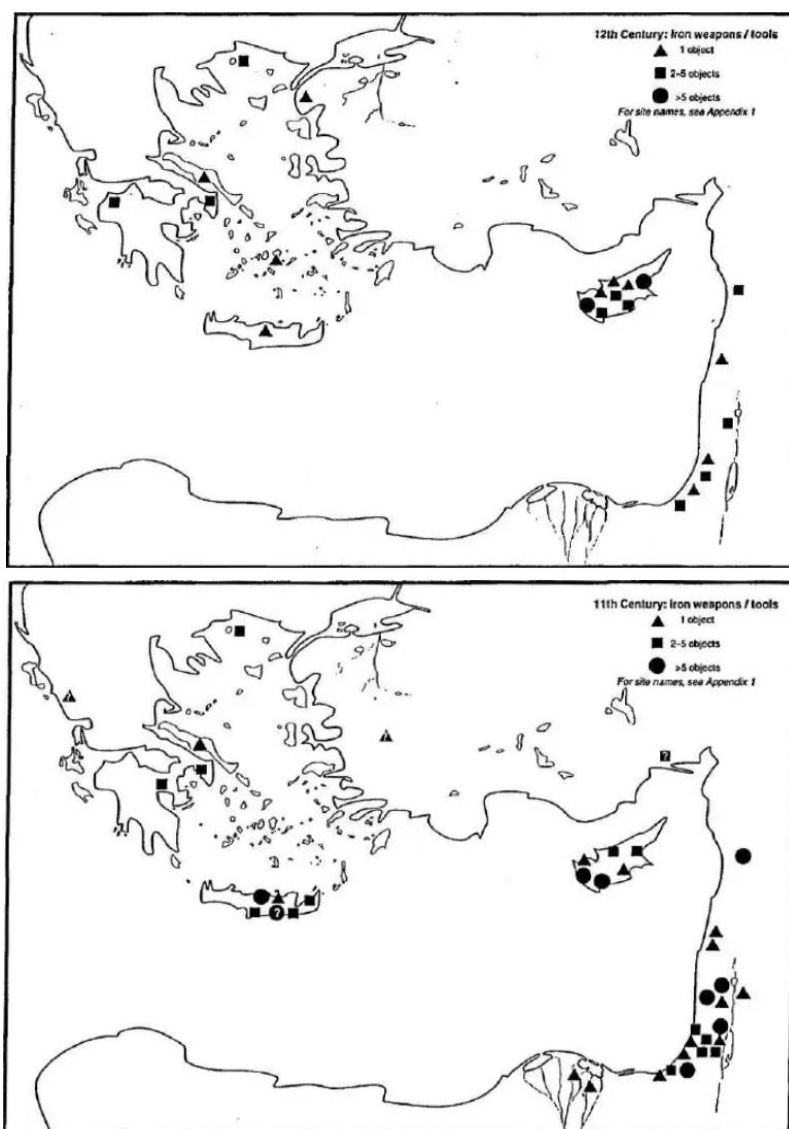 12th Century: Iron weapons / tools
1 object
2–5 objects
>5 objects
For site names, see Appendix 1
11th Century: Iron weapons / tools
1 object
2–5 objects
>5 objects
For site names, see Appendix 1
?
?
?
?